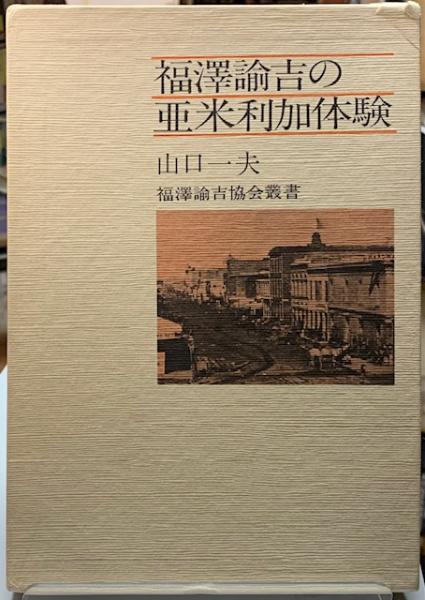 福澤諭吉の
亜米利加体験
山口一夫
福澤諭吉協会叢書